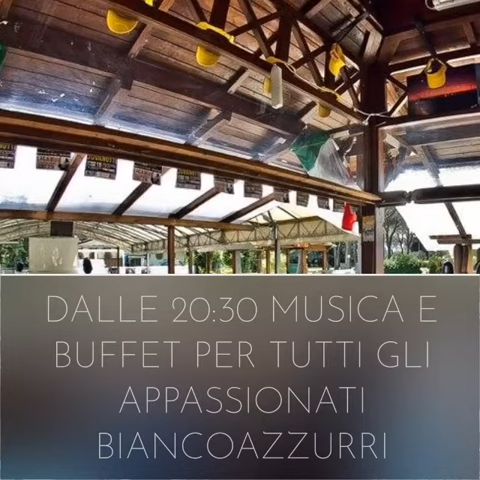 DALLE 20:30 MUSICA E
BUFFET PER TUTTI GLI
APPASSIONATI
BIANCOAZZURRI